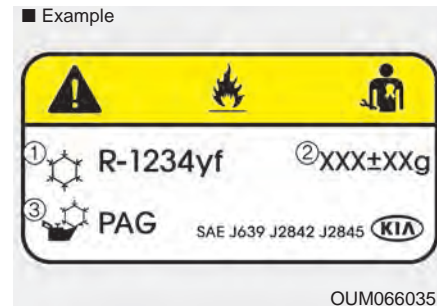 ■ Example
① R-1234yf ②XXX±XXg
③ PAG SAE J639 J2842 J2845 KIA
OUM066035